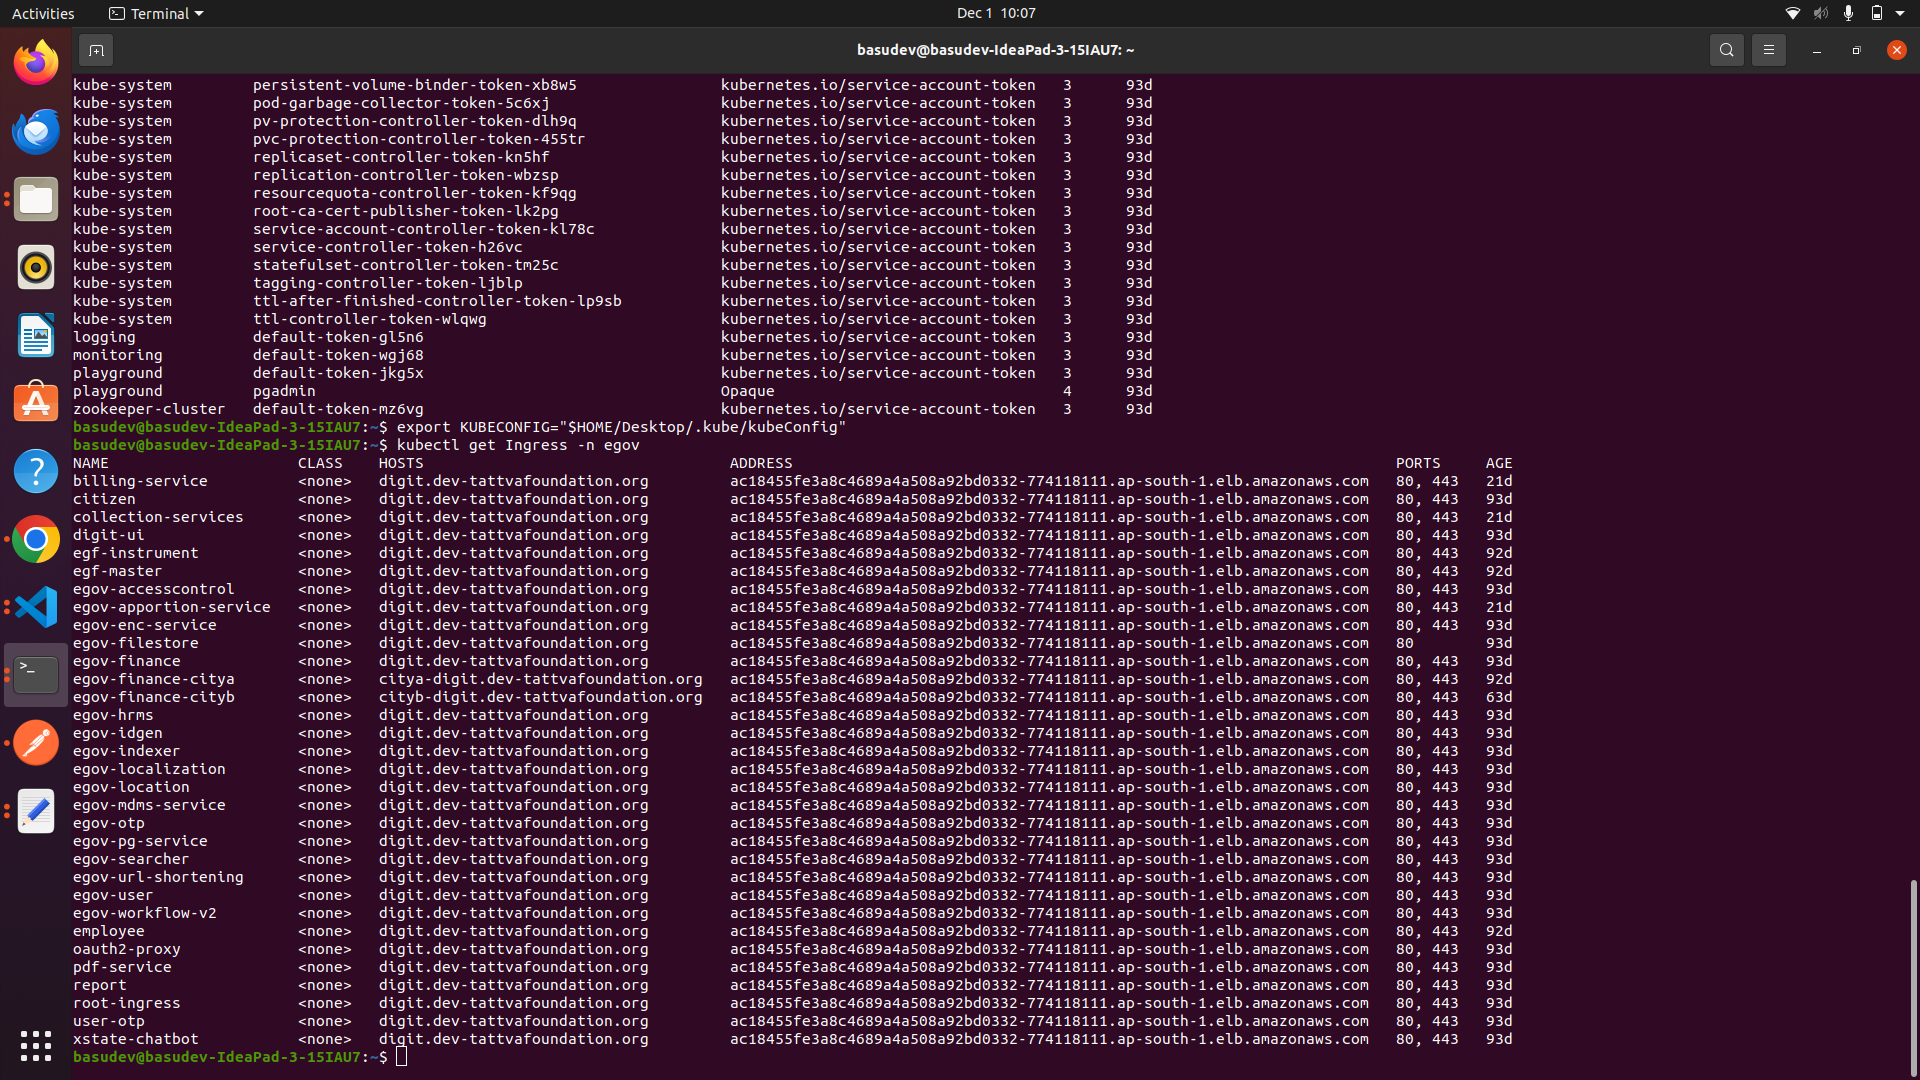 Activities Terminal Dec 1 10:07
basudev@basudev-IdeaPad-3-15IAU7: ~
kube-system persistent-volume-binder-token-xb8w5 kubernetes.io/service-account-token 3 93d
kube-system pod-garbage-collector-token-5c6xj kubernetes.io/service-account-token 3 93d
kube-system pv-protection-controller-token-dlh9q kubernetes.io/service-account-token 3 93d
kube-system pvc-protection-controller-token-455tr kubernetes.io/service-account-token 3 93d
kube-system replicaset-controller-token-kn5hf kubernetes.io/service-account-token 3 93d
kube-system replication-controller-token-wbzsp kubernetes.io/service-account-token 3 93d
kube-system resourcequota-controller-token-kf9qg kubernetes.io/service-account-token 3 93d
kube-system root-ca-cert-publisher-token-lk2pg kubernetes.io/service-account-token 3 93d
kube-system service-account-controller-token-kl78c kubernetes.io/service-account-token 3 93d
kube-system service-controller-token-h26vc kubernetes.io/service-account-token 3 93d
kube-system statefulset-controller-token-tm25c kubernetes.io/service-account-token 3 93d
kube-system tagging-controller-token-ljblp kubernetes.io/service-account-token 3 93d
kube-system ttl-after-finished-controller-token-lp9sb kubernetes.io/service-account-token 3 93d
kube-system ttl-controller-token-wlqwg kubernetes.io/service-account-token 3 93d
logging default-token-gl5n6 kubernetes.io/service-account-token 3 93d
monitoring default-token-wgj68 kubernetes.io/service-account-token 3 93d
playground default-token-jkg5x kubernetes.io/service-account-token 3 93d
playground pgadmin Opaque 4 93d
zookeeper-cluster default-token-mz6vg kubernetes.io/service-account-token 3 93d
basudev@basudev-IdeaPad-3-15IAU7:~$ export KUBECONFIG="$HOME/Desktop/.kube/kubeConfig"
basudev@basudev-IdeaPad-3-15IAU7:~$ kubectl get Ingress -n egov
NAME CLASS HOSTS ADDRESS PORTS AGE
billing-service <none> digit.dev-tattvafoundation.org ac18455fe3a8c4689a4a508a92bd0332-774118111.ap-south-1.elb.amazonaws.com 80, 443 21d
citizen <none> digit.dev-tattvafoundation.org ac18455fe3a8c4689a4a508a92bd0332-774118111.ap-south-1.elb.amazonaws.com 80, 443 93d
collection-services <none> digit.dev-tattvafoundation.org ac18455fe3a8c4689a4a508a92bd0332-774118111.ap-south-1.elb.amazonaws.com 80, 443 21d
digit-ui <none> digit.dev-tattvafoundation.org ac18455fe3a8c4689a4a508a92bd0332-774118111.ap-south-1.elb.amazonaws.com 80, 443 93d
egf-instrument <none> digit.dev-tattvafoundation.org ac18455fe3a8c4689a4a508a92bd0332-774118111.ap-south-1.elb.amazonaws.com 80, 443 92d
egf-master <none> digit.dev-tattvafoundation.org ac18455fe3a8c4689a4a508a92bd0332-774118111.ap-south-1.elb.amazonaws.com 80, 443 92d
egov-accesscontrol <none> digit.dev-tattvafoundation.org ac18455fe3a8c4689a4a508a92bd0332-774118111.ap-south-1.elb.amazonaws.com 80, 443 93d
egov-apportion-service <none> digit.dev-tattvafoundation.org ac18455fe3a8c4689a4a508a92bd0332-774118111.ap-south-1.elb.amazonaws.com 80, 443 21d
egov-enc-service <none> digit.dev-tattvafoundation.org ac18455fe3a8c4689a4a508a92bd0332-774118111.ap-south-1.elb.amazonaws.com 80, 443 93d
egov-filestore <none> digit.dev-tattvafoundation.org ac18455fe3a8c4689a4a508a92bd0332-774118111.ap-south-1.elb.amazonaws.com 80 93d
egov-finance <none> digit.dev-tattvafoundation.org ac18455fe3a8c4689a4a508a92bd0332-774118111.ap-south-1.elb.amazonaws.com 80, 443 93d
egov-finance-citya <none> citya-digit.dev-tattvafoundation.org ac18455fe3a8c4689a4a508a92bd0332-774118111.ap-south-1.elb.amazonaws.com 80, 443 92d
egov-finance-cityb <none> cityb-digit.dev-tattvafoundation.org ac18455fe3a8c4689a4a508a92bd0332-774118111.ap-south-1.elb.amazonaws.com 80, 443 63d
egov-hrms <none> digit.dev-tattvafoundation.org ac18455fe3a8c4689a4a508a92bd0332-774118111.ap-south-1.elb.amazonaws.com 80, 443 93d
egov-idgen <none> digit.dev-tattvafoundation.org ac18455fe3a8c4689a4a508a92bd0332-774118111.ap-south-1.elb.amazonaws.com 80, 443 93d
egov-indexer <none> digit.dev-tattvafoundation.org ac18455fe3a8c4689a4a508a92bd0332-774118111.ap-south-1.elb.amazonaws.com 80, 443 93d
egov-localization <none> digit.dev-tattvafoundation.org ac18455fe3a8c4689a4a508a92bd0332-774118111.ap-south-1.elb.amazonaws.com 80, 443 93d
egov-location <none> digit.dev-tattvafoundation.org ac18455fe3a8c4689a4a508a92bd0332-774118111.ap-south-1.elb.amazonaws.com 80, 443 93d
egov-mdms-service <none> digit.dev-tattvafoundation.org ac18455fe3a8c4689a4a508a92bd0332-774118111.ap-south-1.elb.amazonaws.com 80, 443 93d
egov-otp <none> digit.dev-tattvafoundation.org ac18455fe3a8c4689a4a508a92bd0332-774118111.ap-south-1.elb.amazonaws.com 80, 443 93d
egov-pg-service <none> digit.dev-tattvafoundation.org ac18455fe3a8c4689a4a508a92bd0332-774118111.ap-south-1.elb.amazonaws.com 80, 443 93d
egov-searcher <none> digit.dev-tattvafoundation.org ac18455fe3a8c4689a4a508a92bd0332-774118111.ap-south-1.elb.amazonaws.com 80, 443 93d
egov-url-shortening <none> digit.dev-tattvafoundation.org ac18455fe3a8c4689a4a508a92bd0332-774118111.ap-south-1.elb.amazonaws.com 80, 443 93d
egov-user <none> digit.dev-tattvafoundation.org ac18455fe3a8c4689a4a508a92bd0332-774118111.ap-south-1.elb.amazonaws.com 80, 443 93d
egov-workflow-v2 <none> digit.dev-tattvafoundation.org ac18455fe3a8c4689a4a508a92bd0332-774118111.ap-south-1.elb.amazonaws.com 80, 443 93d
employee <none> digit.dev-tattvafoundation.org ac18455fe3a8c4689a4a508a92bd0332-774118111.ap-south-1.elb.amazonaws.com 80, 443 92d
oauth2-proxy <none> digit.dev-tattvafoundation.org ac18455fe3a8c4689a4a508a92bd0332-774118111.ap-south-1.elb.amazonaws.com 80, 443 93d
pdf-service <none> digit.dev-tattvafoundation.org ac18455fe3a8c4689a4a508a92bd0332-774118111.ap-south-1.elb.amazonaws.com 80, 443 93d
report <none> digit.dev-tattvafoundation.org ac18455fe3a8c4689a4a508a92bd0332-774118111.ap-south-1.elb.amazonaws.com 80, 443 93d
root-ingress <none> digit.dev-tattvafoundation.org ac18455fe3a8c4689a4a508a92bd0332-774118111.ap-south-1.elb.amazonaws.com 80, 443 93d
user-otp <none> digit.dev-tattvafoundation.org ac18455fe3a8c4689a4a508a92bd0332-774118111.ap-south-1.elb.amazonaws.com 80, 443 93d
xstate-chatbot <none> digit.dev-tattvafoundation.org ac18455fe3a8c4689a4a508a92bd0332-774118111.ap-south-1.elb.amazonaws.com 80, 443 93d
basudev@basudev-IdeaPad-3-15IAU7:~$